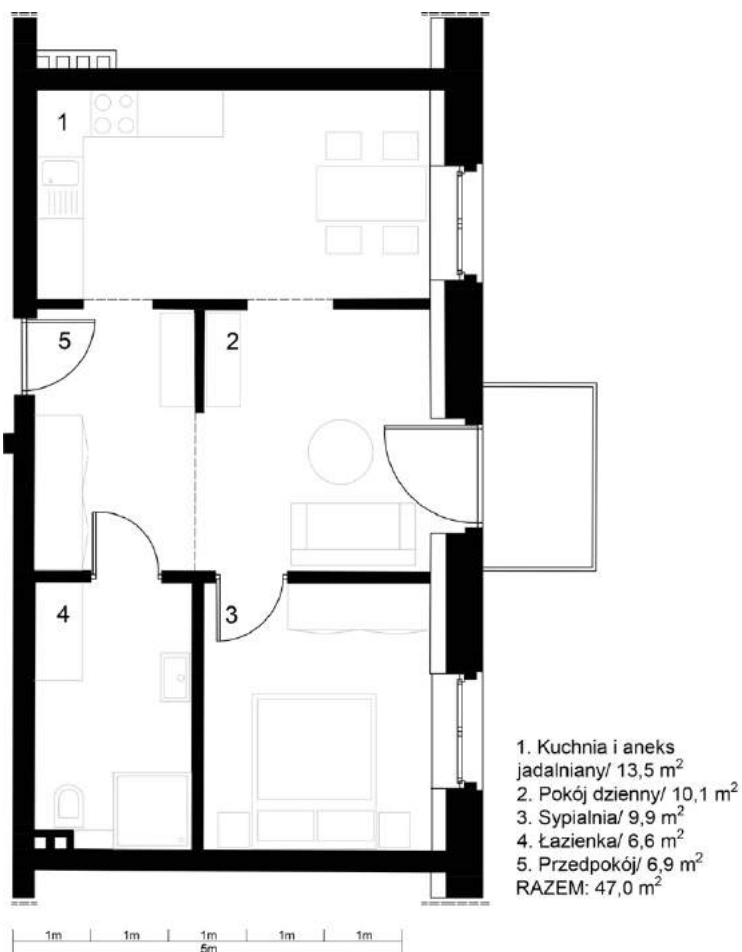 1
5
2
4
3
1. Kuchnia i aneks
jadalniany/ 13,5 m²
2. Pokój dzienny/ 10,1 m²
3. Sypialnia/ 9,9 m²
4. Łazienka/ 6,6 m²
5. Przedpokój/ 6,9 m²
RAZEM: 47,0 m²
1m 1m 1m 1m 1m
5m